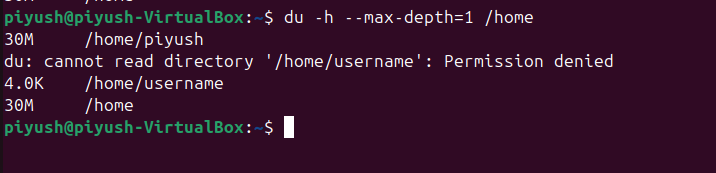 piyush@piyush-VirtualBox:~$ du -h --max-depth=1 /home
30M     /home/piyush
du: cannot read directory '/home/username': Permission denied
4.0K    /home/username
30M     /home
piyush@piyush-VirtualBox:~$